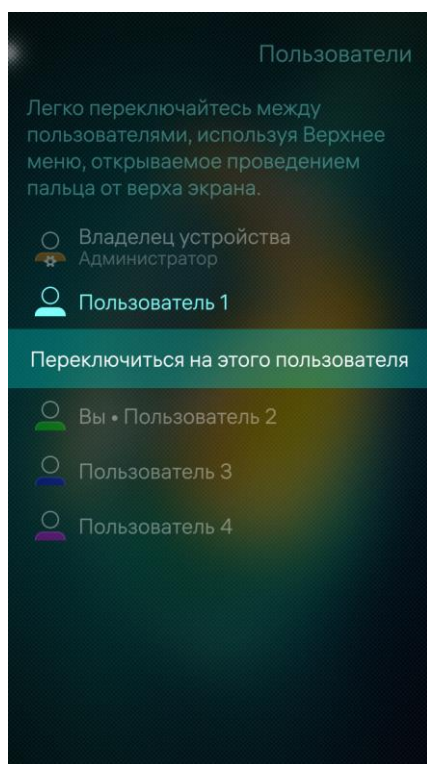 Пользователи
Легко переключайтесь между
пользователями, используя Верхнее
меню, открываемое проведением
пальца от верха экрана.
Владелец устройства
Администратор
Пользователь 1
Переключиться на этого пользователя
Вы • Пользователь 2
Пользователь 3
Пользователь 4